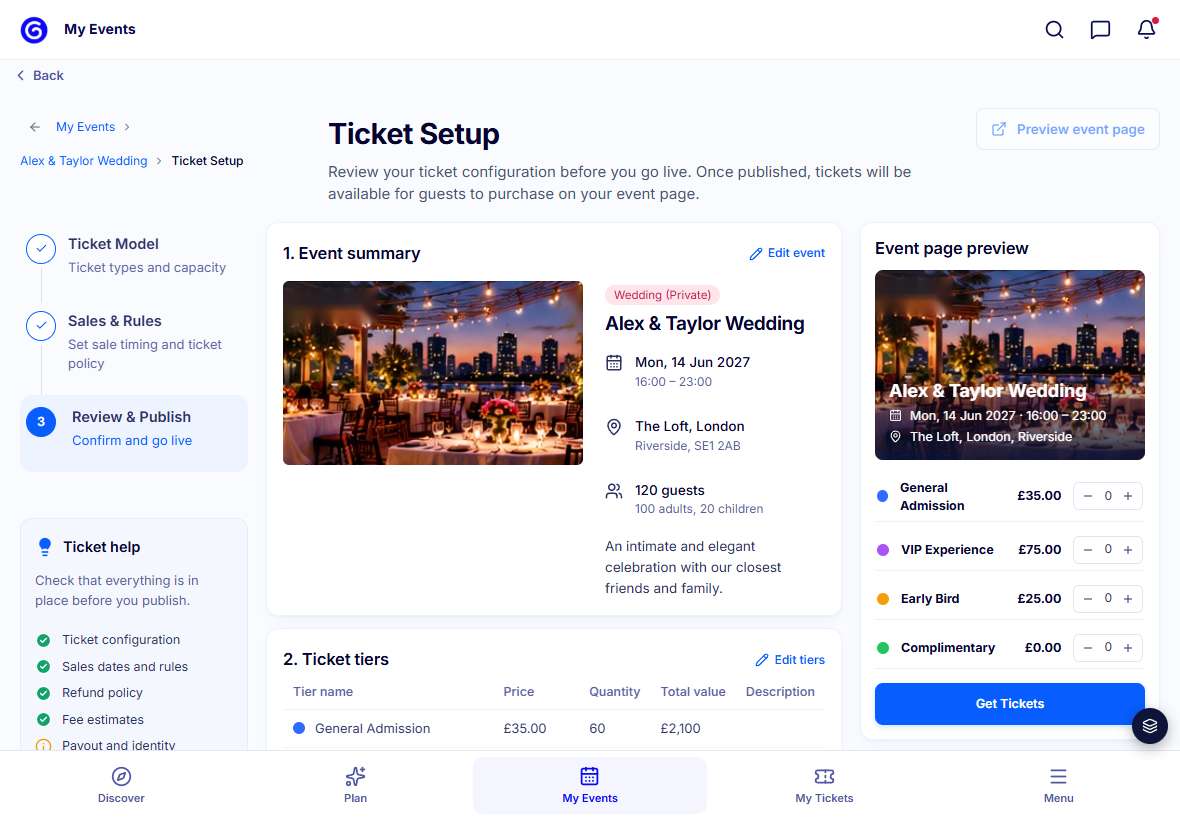 My Events
Back
My Events
Alex & Taylor Wedding
Ticket Setup
Ticket Setup
Review your ticket configuration before you go live. Once published, tickets will be
available for guests to purchase on your event page.
Preview event page
Ticket Model
Ticket types and capacity
Sales & Rules
Set sale timing and ticket
policy
3
Review & Publish
Confirm and go live
Ticket help
Check that everything is in
place before you publish.
Ticket configuration
Sales dates and rules
Refund policy
Fee estimates
Payout and identity
1. Event summary
Edit event
Wedding (Private)
Alex & Taylor Wedding
Mon, 14 Jun 2027
16:00 – 23:00
The Loft, London
Riverside, SE1 2AB
120 guests
100 adults, 20 children
An intimate and elegant
celebration with our closest
friends and family.
2. Ticket tiers
Edit tiers
Tier name Price Quantity Total value Description
General Admission £35.00 60 £2,100
Event page preview
Alex & Taylor Wedding
Mon, 14 Jun 2027 · 16:00 – 23:00
The Loft, London, Riverside
General
Admission
£35.00 − 0 +
VIP Experience £75.00 − 0 +
Early Bird £25.00 − 0 +
Complimentary £0.00 − 0 +
Get Tickets
Discover
Plan
My Events
My Tickets
Menu